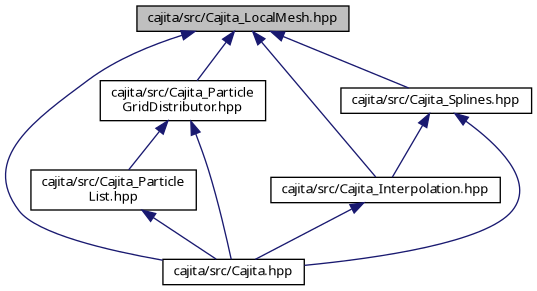 cajita/src/Cajita_LocalMesh.hpp
cajita/src/Cajita_Particle
GridDistributor.hpp
cajita/src/Cajita_Splines.hpp
cajita/src/Cajita_Particle
List.hpp
cajita/src/Cajita_Interpolation.hpp
cajita/src/Cajita.hpp